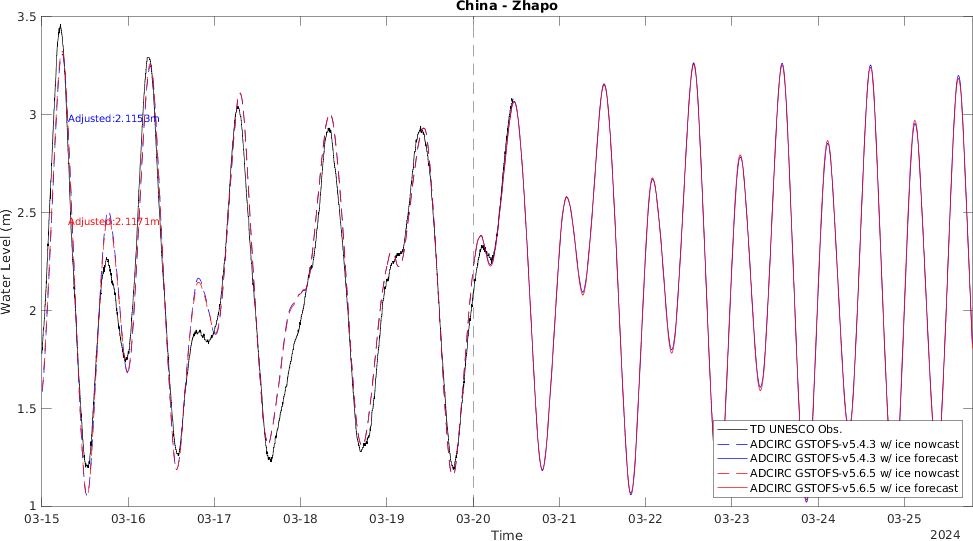 China - Zhapo
3.5
3
2.5
2
1.5
1
Water Level (m)
Adjusted:2.1153m
Adjusted:2.1171m
TD UNESCO Obs.
ADCIRC GSTOFS-v5.4.3 w/ ice nowcast
ADCIRC GSTOFS-v5.4.3 w/ ice forecast
ADCIRC GSTOFS-v5.6.5 w/ ice nowcast
ADCIRC GSTOFS-v5.6.5 w/ ice forecast
03-15 03-16 03-17 03-18 03-19 03-20 03-21 03-22 03-23 03-24 03-25
Time
2024